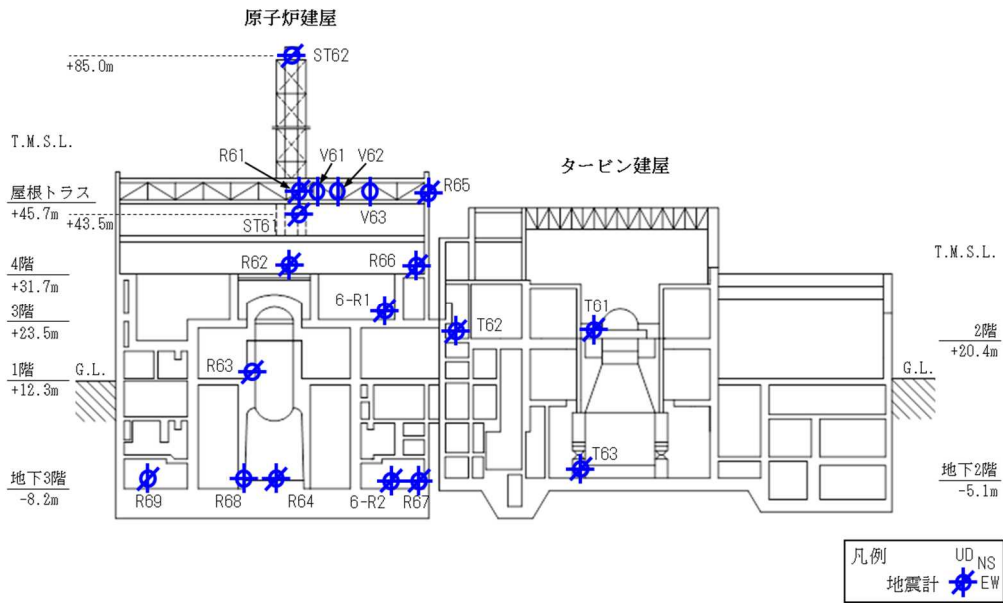 原子炉建屋
ST62
+85.0m
T.M.S.L.
R61
V61
V62
タービン建屋
屋根トラス
+45.7m
+43.5m
R65
V63
ST61
T.M.S.L.
4階
+31.7m
R62
R66
3階
+23.5m
6-R1
T62
T61
2階
+20.4m
1階
+12.3m
G.L.
R63
G.L.
地下3階
-8.2m
R69
R68
R64
6-R2
R67
T63
地下2階
-5.1m
凡例
UD
NS
地震計
EW